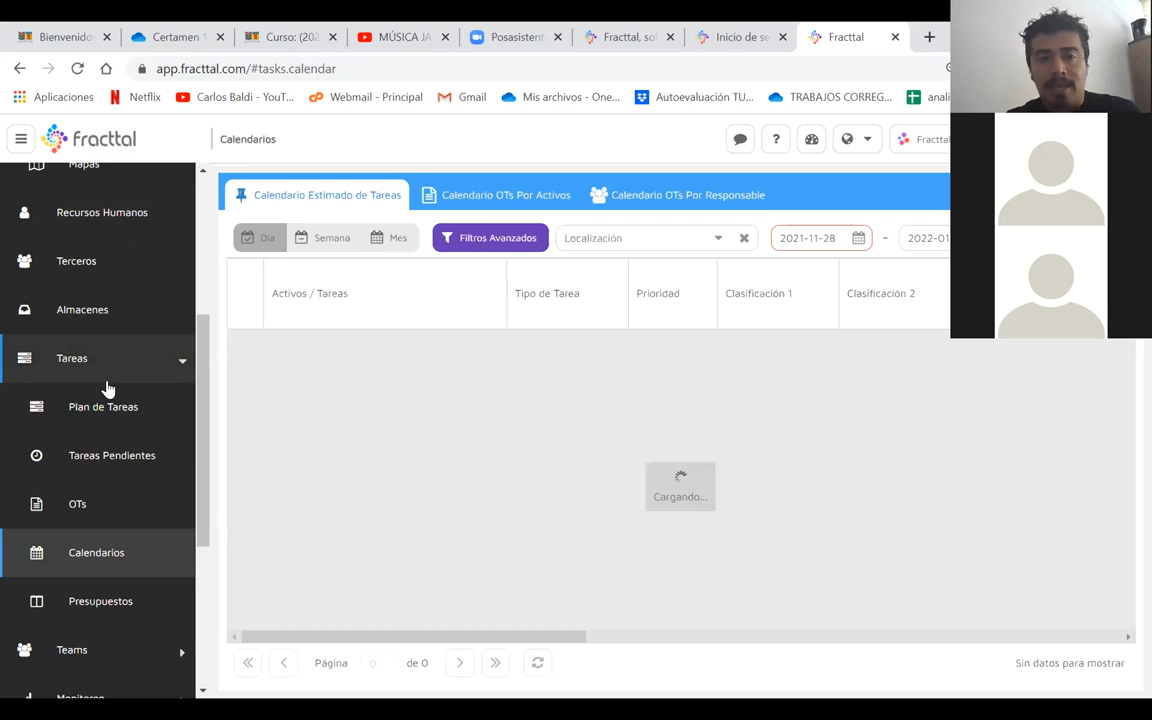 Bienvenido
Certamen 1
Curso: (202
MÚSICA JA
Posasistent
Fracttal, sol
Inicio de se
Fracttal
app.fracttal.com/#tasks.calendar
Aplicaciones
Netflix
Carlos Baldi - YouT...
Webmail - Principal
Gmail
Mis archivos - One...
Autoevaluación TU...
TRABAJOS CORREG...
anali
fracttal
Calendarios
Fracttal
Mapas
Recursos Humanos
Terceros
Almacenes
Tareas
Plan de Tareas
Tareas Pendientes
OTs
Calendarios
Presupuestos
Teams
Monitoreo
Calendario Estimado de Tareas
Calendario OTs Por Activos
Calendario OTs Por Responsable
Día
Semana
Mes
Filtros Avanzados
Localización
2021-11-28
-
2022-01
Activos / Tareas
Tipo de Tarea
Prioridad
Clasificación 1
Clasificación 2
Cargando...
Página
0
de 0
Sin datos para mostrar